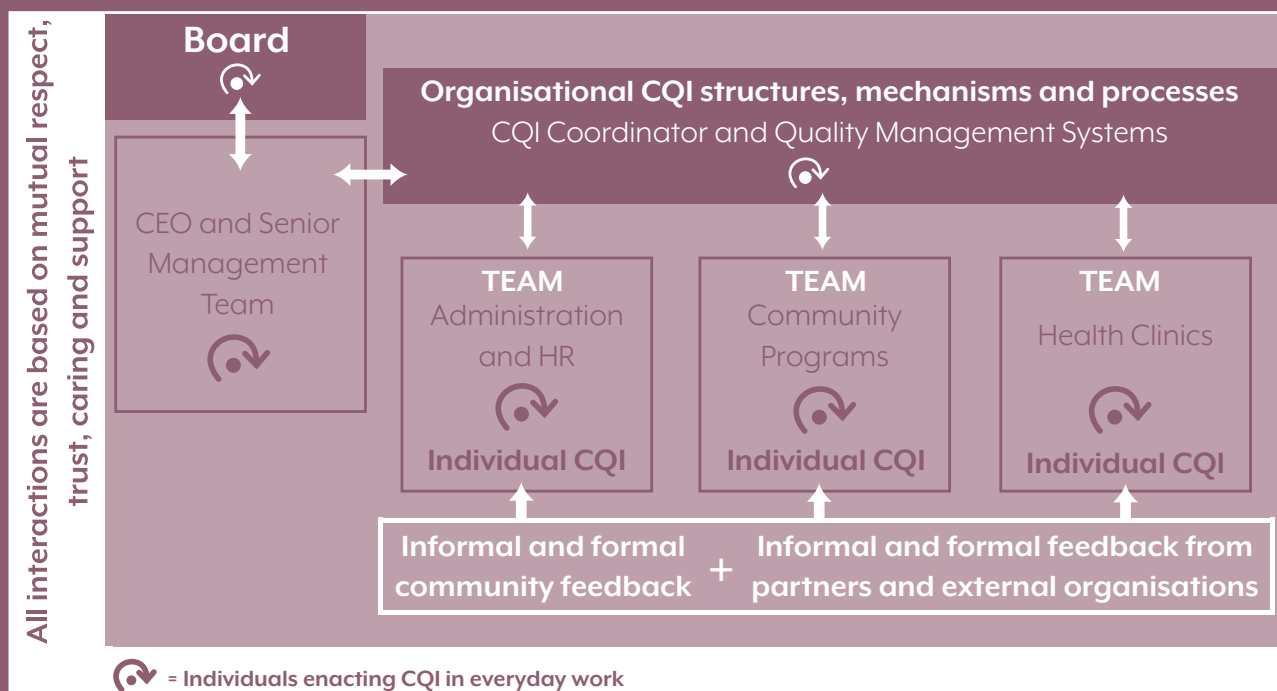 All interactions are based on mutual respect,
trust, caring and support
Board
Organisational CQI structures, mechanisms and processes
CQI Coordinator and Quality Management Systems
CEO and Senior
Management
Team
TEAM
Administration
and HR
Individual CQI
TEAM
Community
Programs
Individual CQI
TEAM
Health Clinics
Individual CQI
Informal and formal
community feedback
+
Informal and formal feedback from
partners and external organisations
= Individuals enacting CQI in everyday work